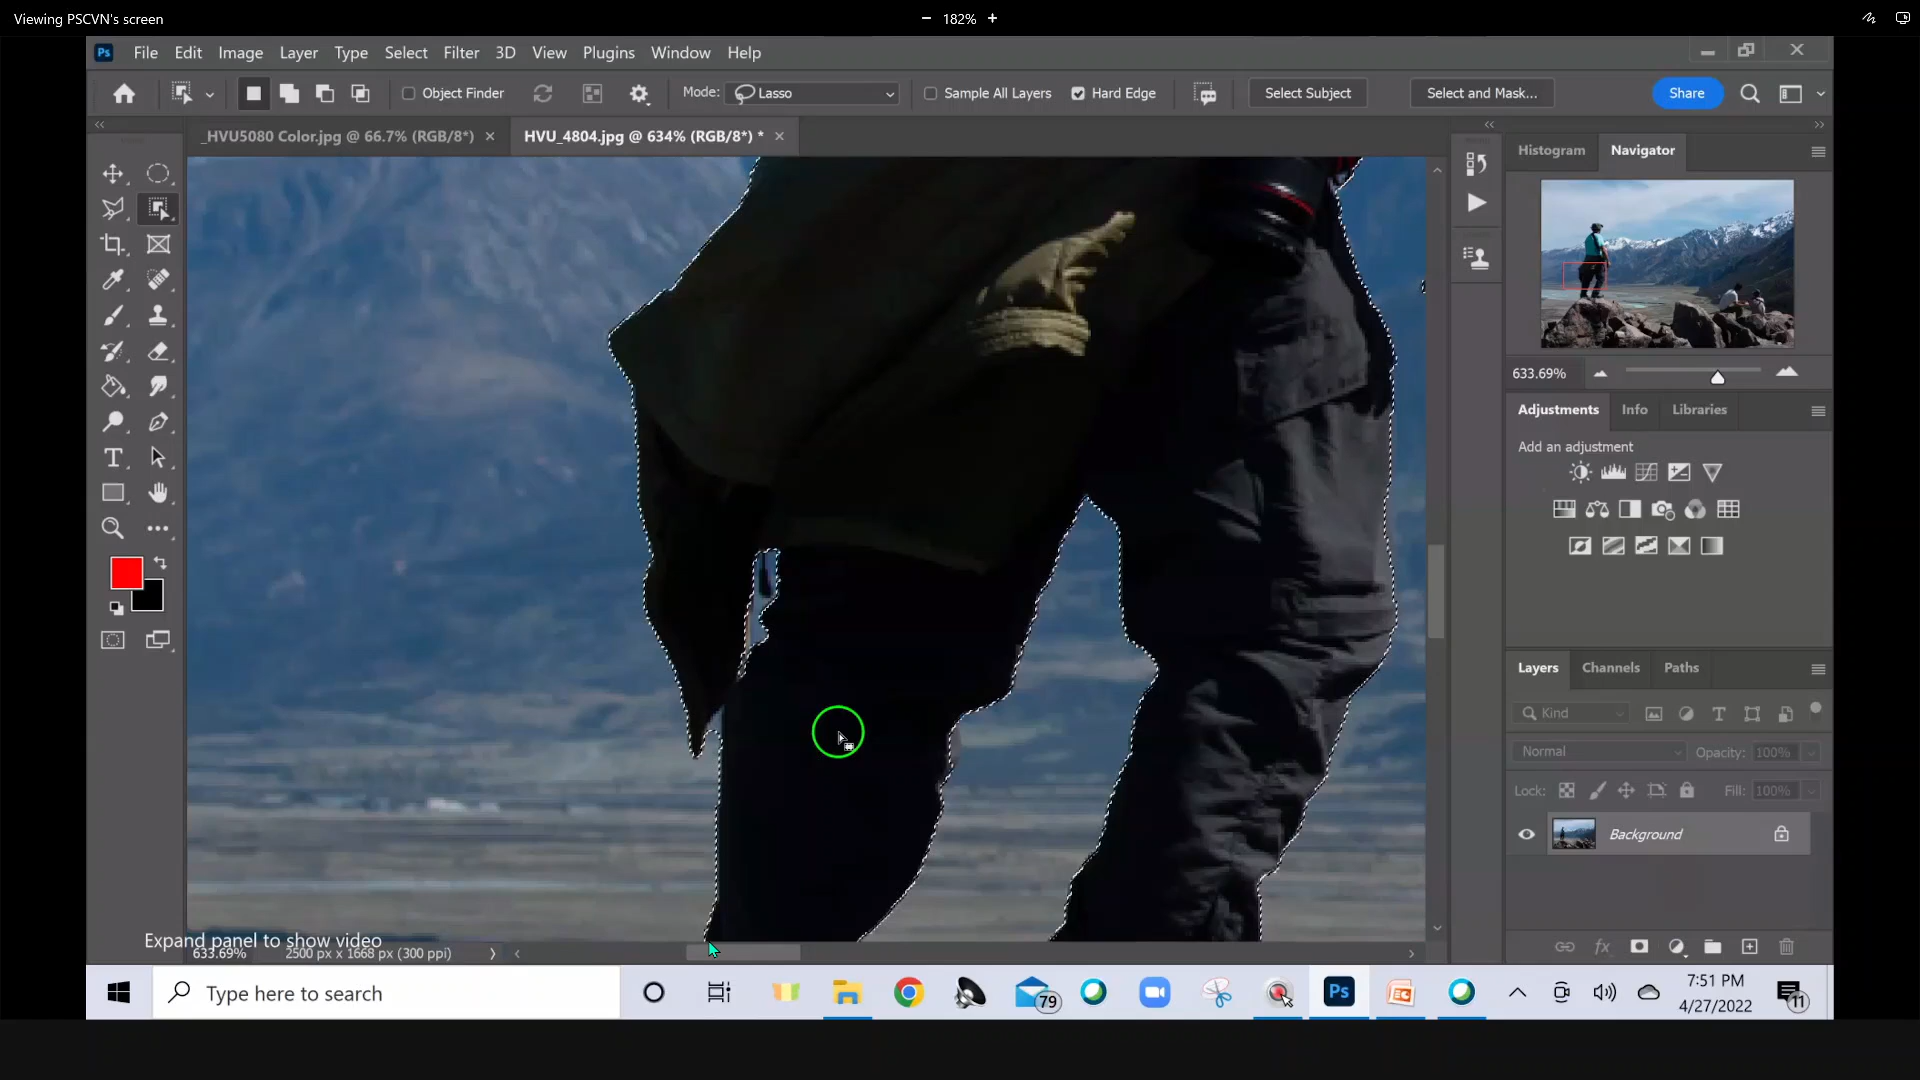 Viewing PSCVN's screen
− 182% +
Ps File Edit Image Layer Type Select Filter 3D View Plugins Window Help
Object Finder Mode: Lasso Sample All Layers Hard Edge Select Subject Select and Mask... Share
_HVU5080 Color.jpg @ 66.7% (RGB/8*) × HVU_4804.jpg @ 634% (RGB/8*) * ×
Histogram Navigator
633.69%
Adjustments Info Libraries
Add an adjustment
Layers Channels Paths
Kind
Normal Opacity: 100%
Lock: Fill: 100%
Background
Expand panel to show video
633.69% 2500 px x 1668 px (300 ppi)
Type here to search 79 Ps 7:51 PM
4/27/2022 11